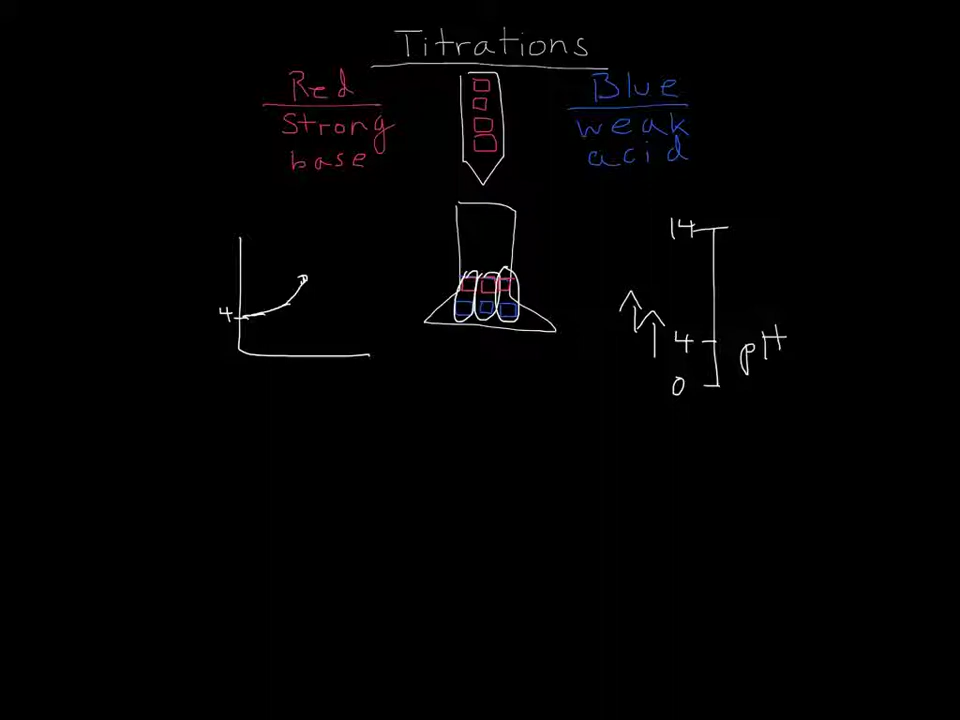 Titrations
Red
Strong
base
Blue
weak
acid
4
14
4
0
pH